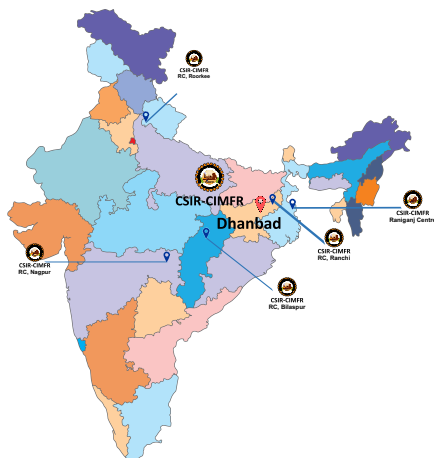 CSIR-CIMFR
RC, Roorkee
CSIR-CIMFR
Dhanbad
CSIR-CIMFR
Raniganj Centr
CSIR-CIMFR
RC, Ranchi
CSIR-CIMFR
RC, Nagpur
CSIR-CIMFR
RC, Bilaspur